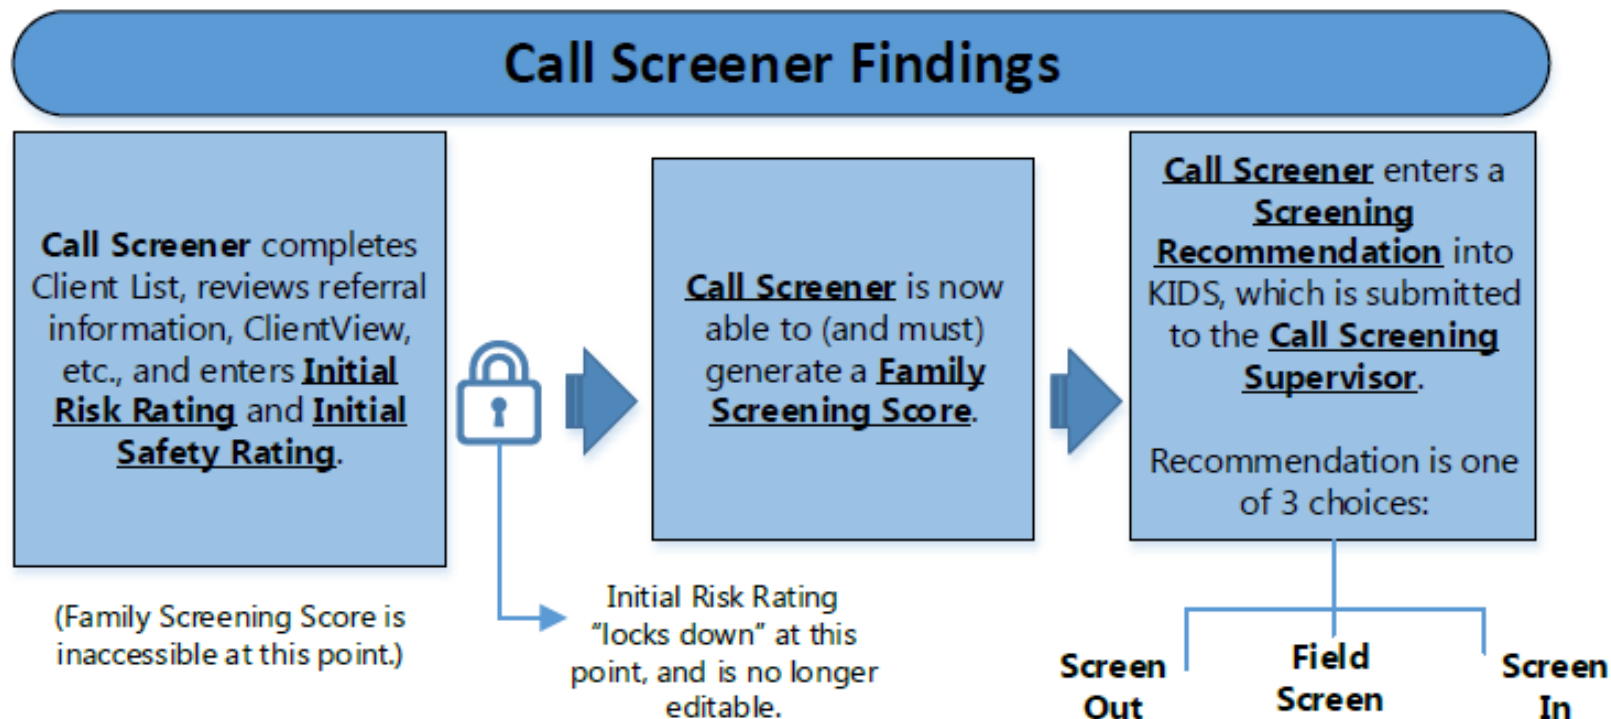 Call Screener Findings
Call Screener completes
Client List, reviews referral
information, ClientView,
etc., and enters Initial
Risk Rating and Initial
Safety Rating.
(Family Screening Score is
inaccessible at this point.)
Call Screener is now
able to (and must)
generate a Family
Screening Score.
Initial Risk Rating
“locks down” at this
point, and is no longer
editable.
Call Screener enters a
Screening
Recommendation into
KIDS, which is submitted
to the Call Screening
Supervisor.
Recommendation is one
of 3 choices:
Screen
Out
Field
Screen
Screen
In